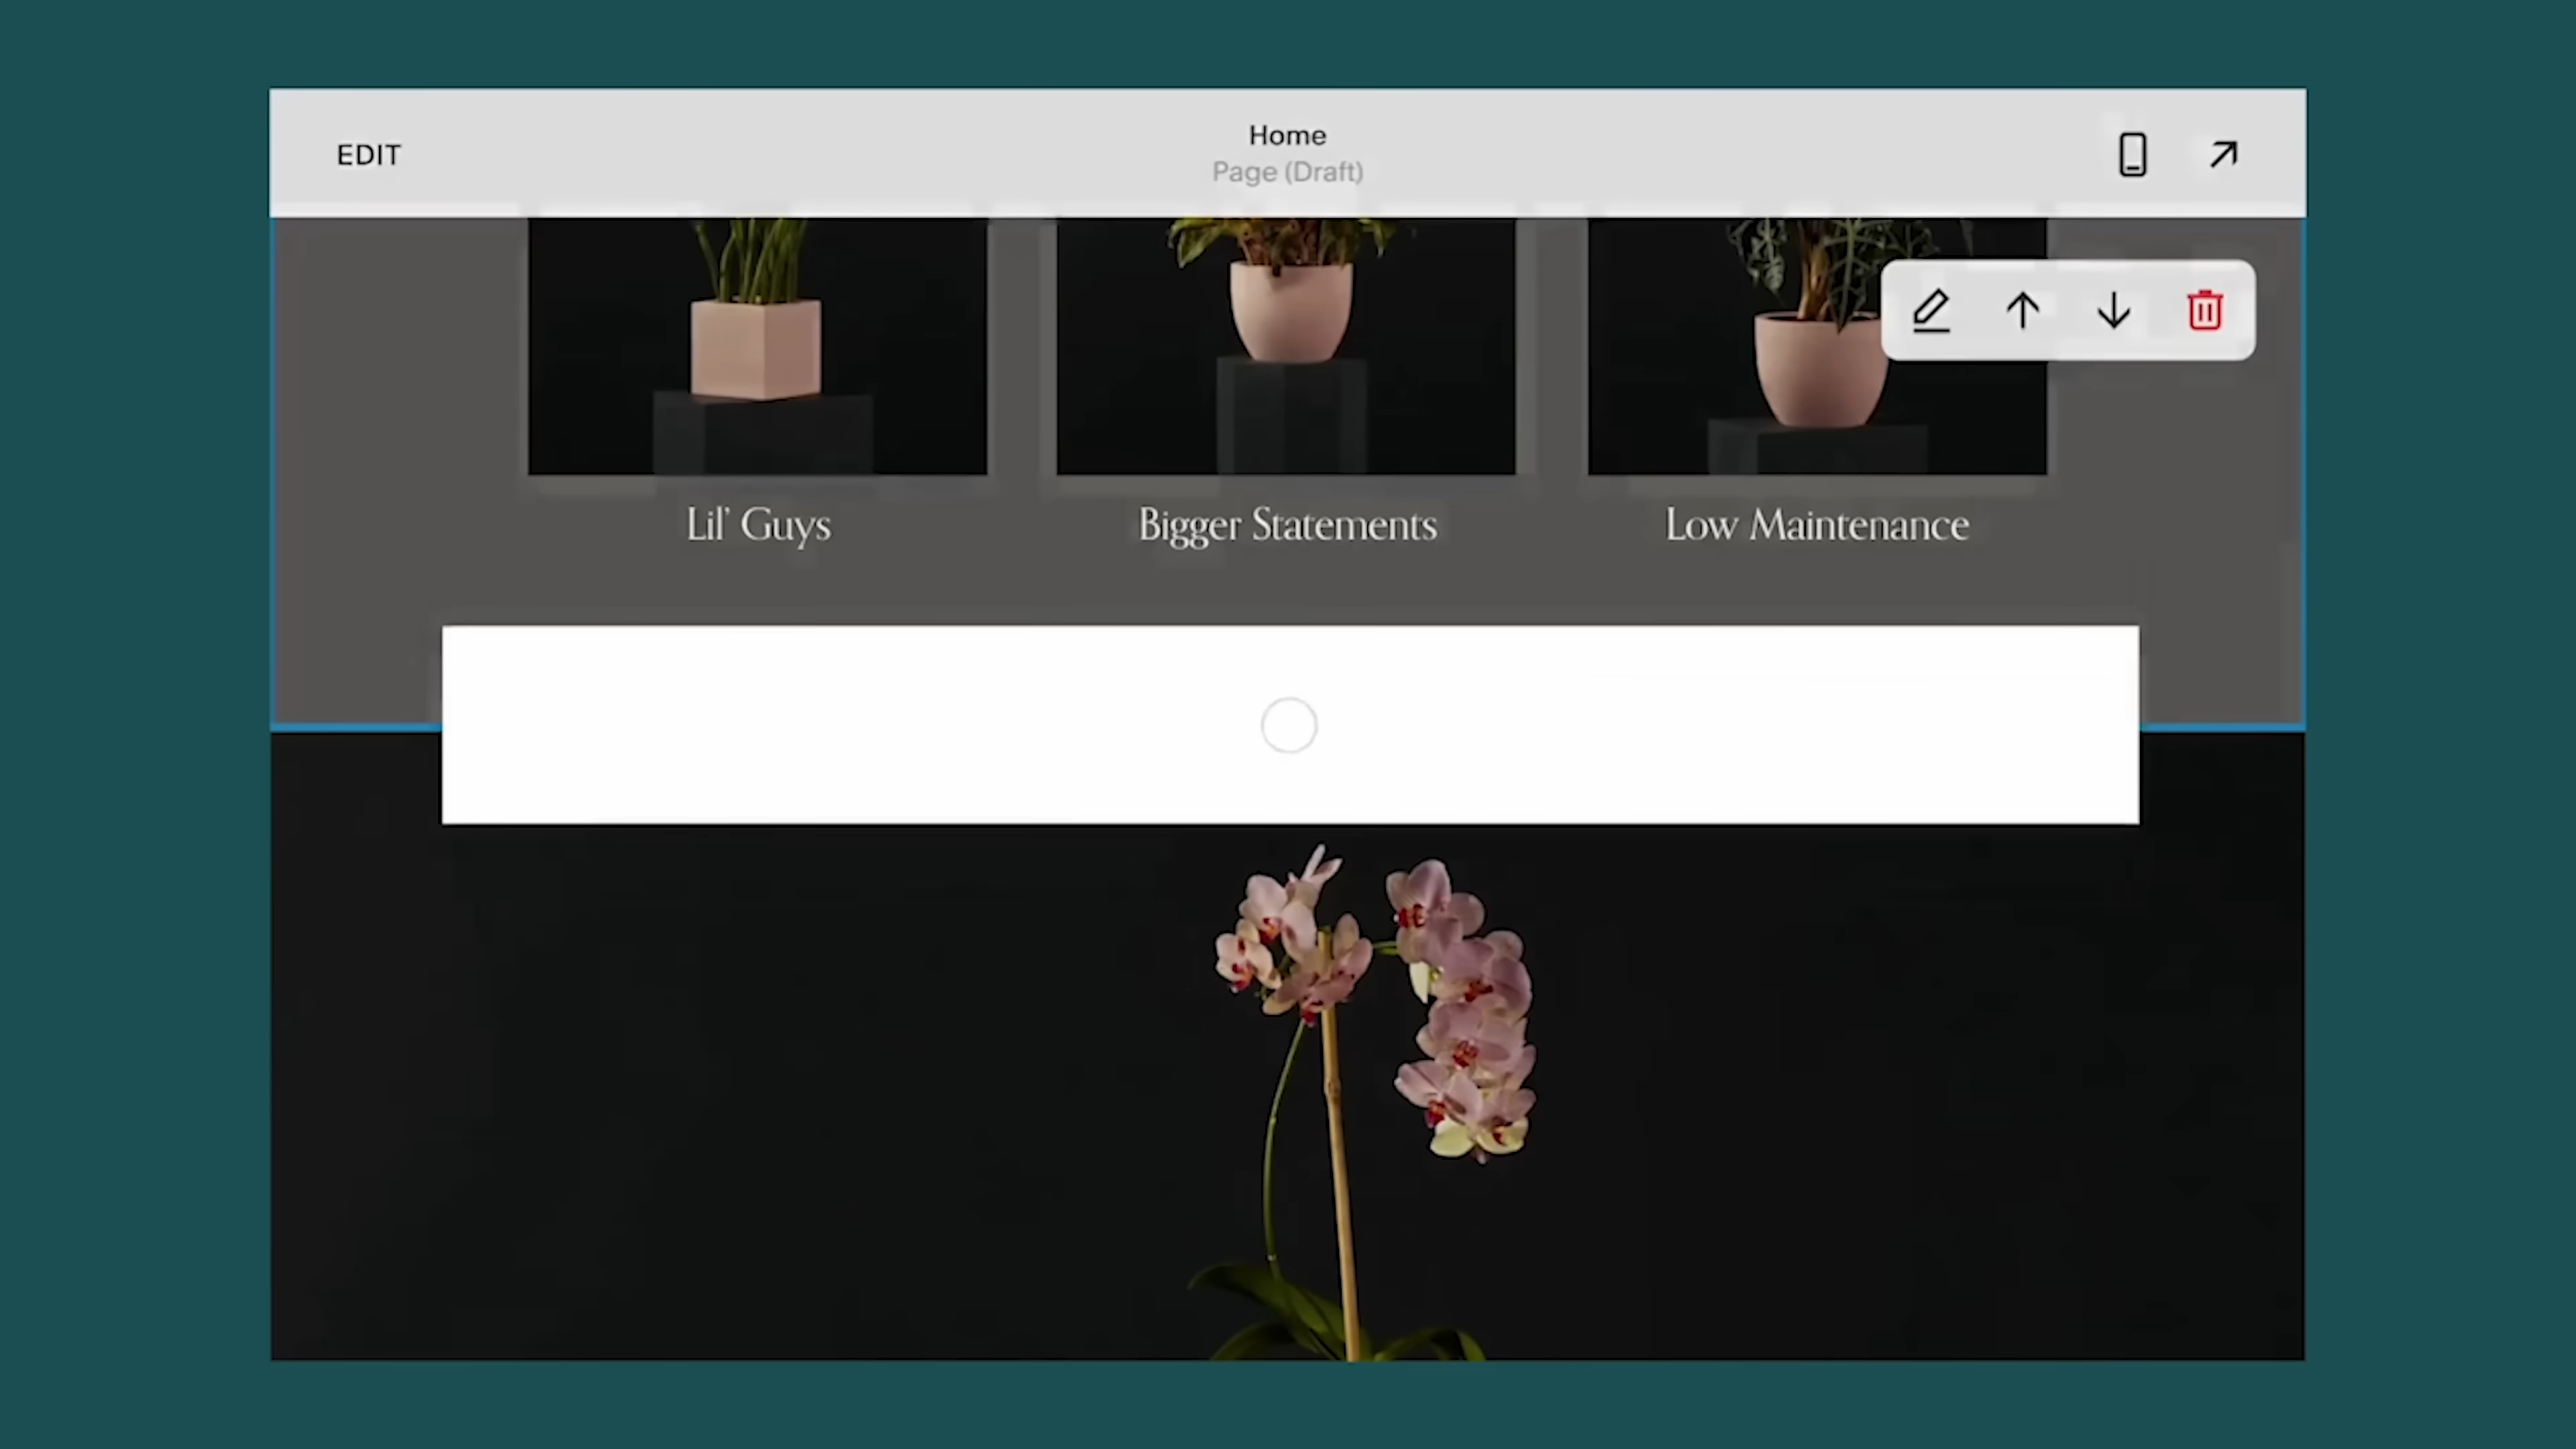 EDIT
Home
Page (Draft)
Lil' Guys
Bigger Statements
Low Maintenance